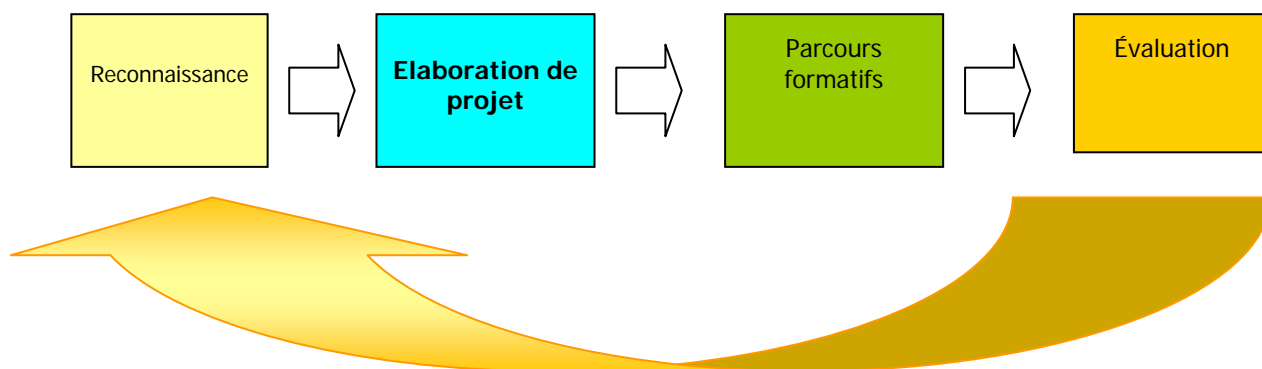 Reconnaissance
Elaboration de
projet
Parcours
formatifs
Évaluation